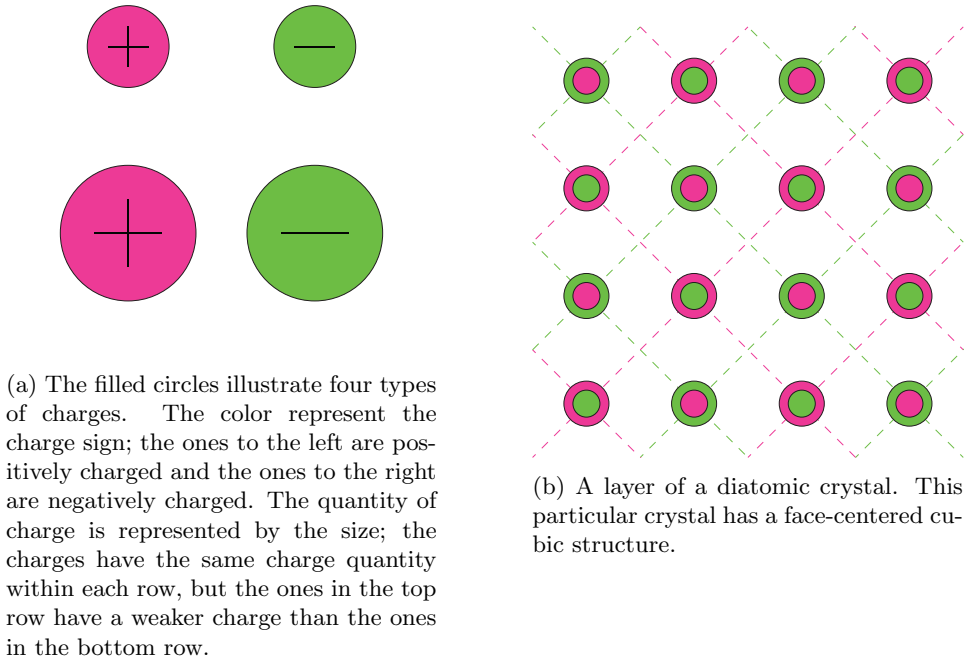 (a) The filled circles illustrate four types
of charges. The color represent the
charge sign; the ones to the left are pos-
itively charged and the ones to the right
are negatively charged. The quantity of
charge is represented by the size; the
charges have the same charge quantity
within each row, but the ones in the top
row have a weaker charge than the ones
in the bottom row.
(b) A layer of a diatomic crystal. This
particular crystal has a face-centered cu-
bic structure.